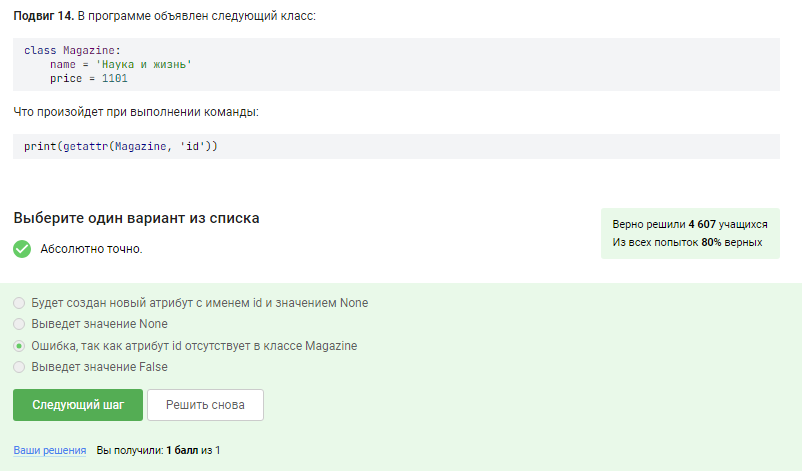 Подвиг 14. В программе объявлен следующий класс:
class Magazine:
    name = 'Наука и жизнь'
    price = 1101
Что произойдет при выполнении команды:
print(getattr(Magazine, 'id'))
Выберите один вариант из списка
Абсолютно точно.
Верно решили 4 607 учащихся
Из всех попыток 80% верных
Будет создан новый атрибут с именем id и значением None
Выведет значение None
Ошибка, так как атрибут id отсутствует в классе Magazine
Выведет значение False
Следующий шаг Решить снова
Ваши решения Вы получили: 1 балл из 1